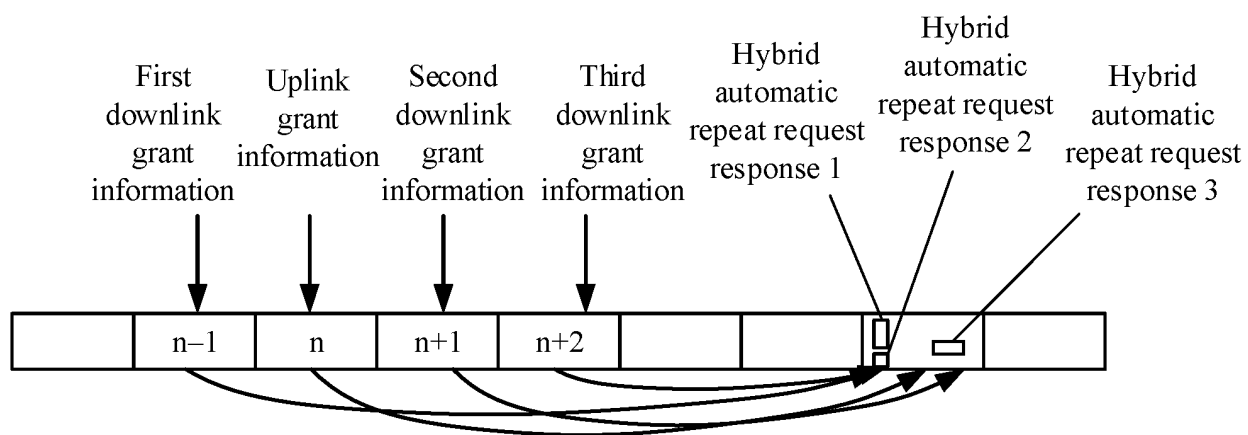 First
downlink
grant
information
Uplink
grant
information
Second
downlink
grant
information
Third
downlink
grant
information
Hybrid
automatic
repeat request
response 1
Hybrid
automatic
repeat request
response 2
Hybrid
automatic
repeat request
response 3
n–1
n
n+1
n+2